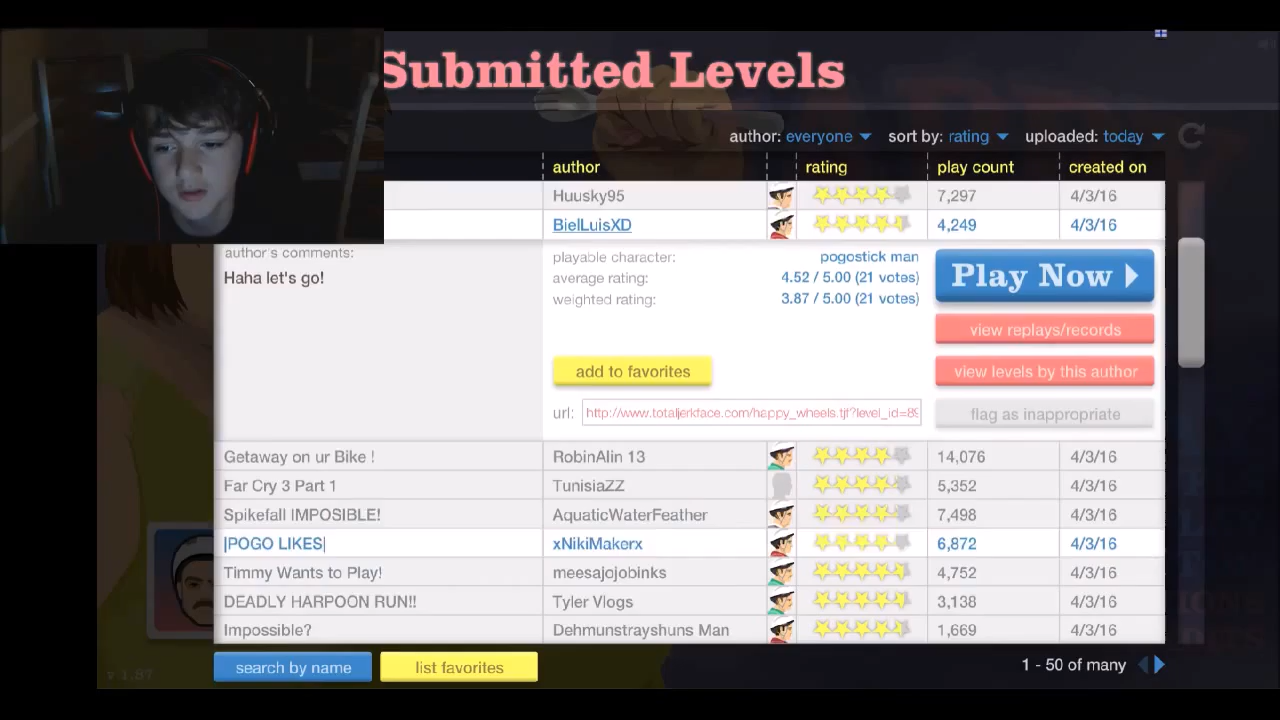 Submitted Levels
author: everyone sort by: rating uploaded: today
author rating play count created on
Huusky95 7,297 4/3/16
BielLuisXD 4,249 4/3/16
author's comments:
Haha let's go!
playable character: pogostick man
average rating: 4.52 / 5.00 (21 votes)
weighted rating: 3.87 / 5.00 (21 votes)
Play Now
view replays/records
add to favorites
view levels by this author
url: http://www.totaljerkface.com/happy_wheels.tjf?level_id=89
flag as inappropriate
Getaway on ur Bike ! RobinAlin 13 14,076 4/3/16
Far Cry 3 Part 1 TunisiaZZ 5,352 4/3/16
Spikefall IMPOSIBLE! AquaticWaterFeather 7,498 4/3/16
|POGO LIKES| xNikiMakerx 6,872 4/3/16
Timmy Wants to Play! meesajojobinks 4,752 4/3/16
DEADLY HARPOON RUN!! Tyler Vlogs 3,138 4/3/16
Impossible? Dehmunstrayshuns Man 1,669 4/3/16
search by name list favorites 1 - 50 of many
v 1.87